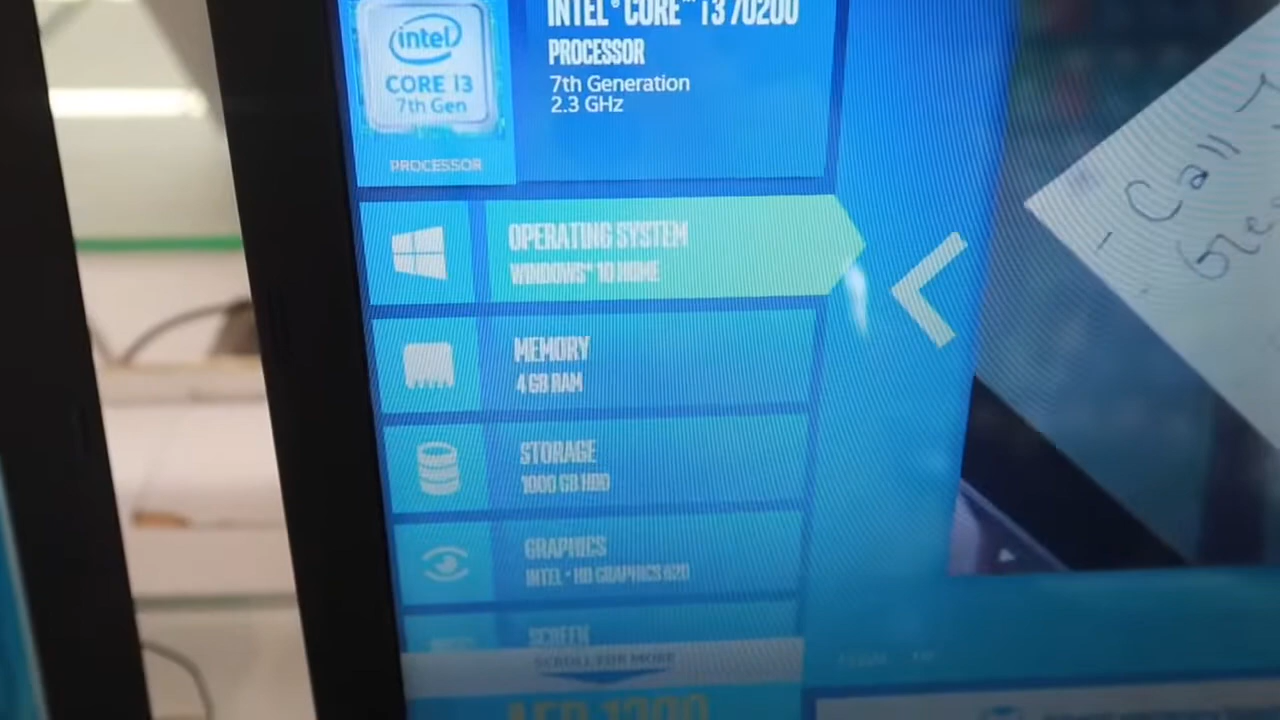 intel
CORE i3
7th Gen
PROCESSOR
INTEL® CORE™ i3 7020U
PROCESSOR
7th Generation
2.3 GHz
OPERATING SYSTEM
WINDOWS® 10 HOME
MEMORY
4 GB RAM
STORAGE
1000 GB HDD
GRAPHICS
INTEL® HD GRAPHICS 620
SCREEN
SCROLL FOR MORE
- Call